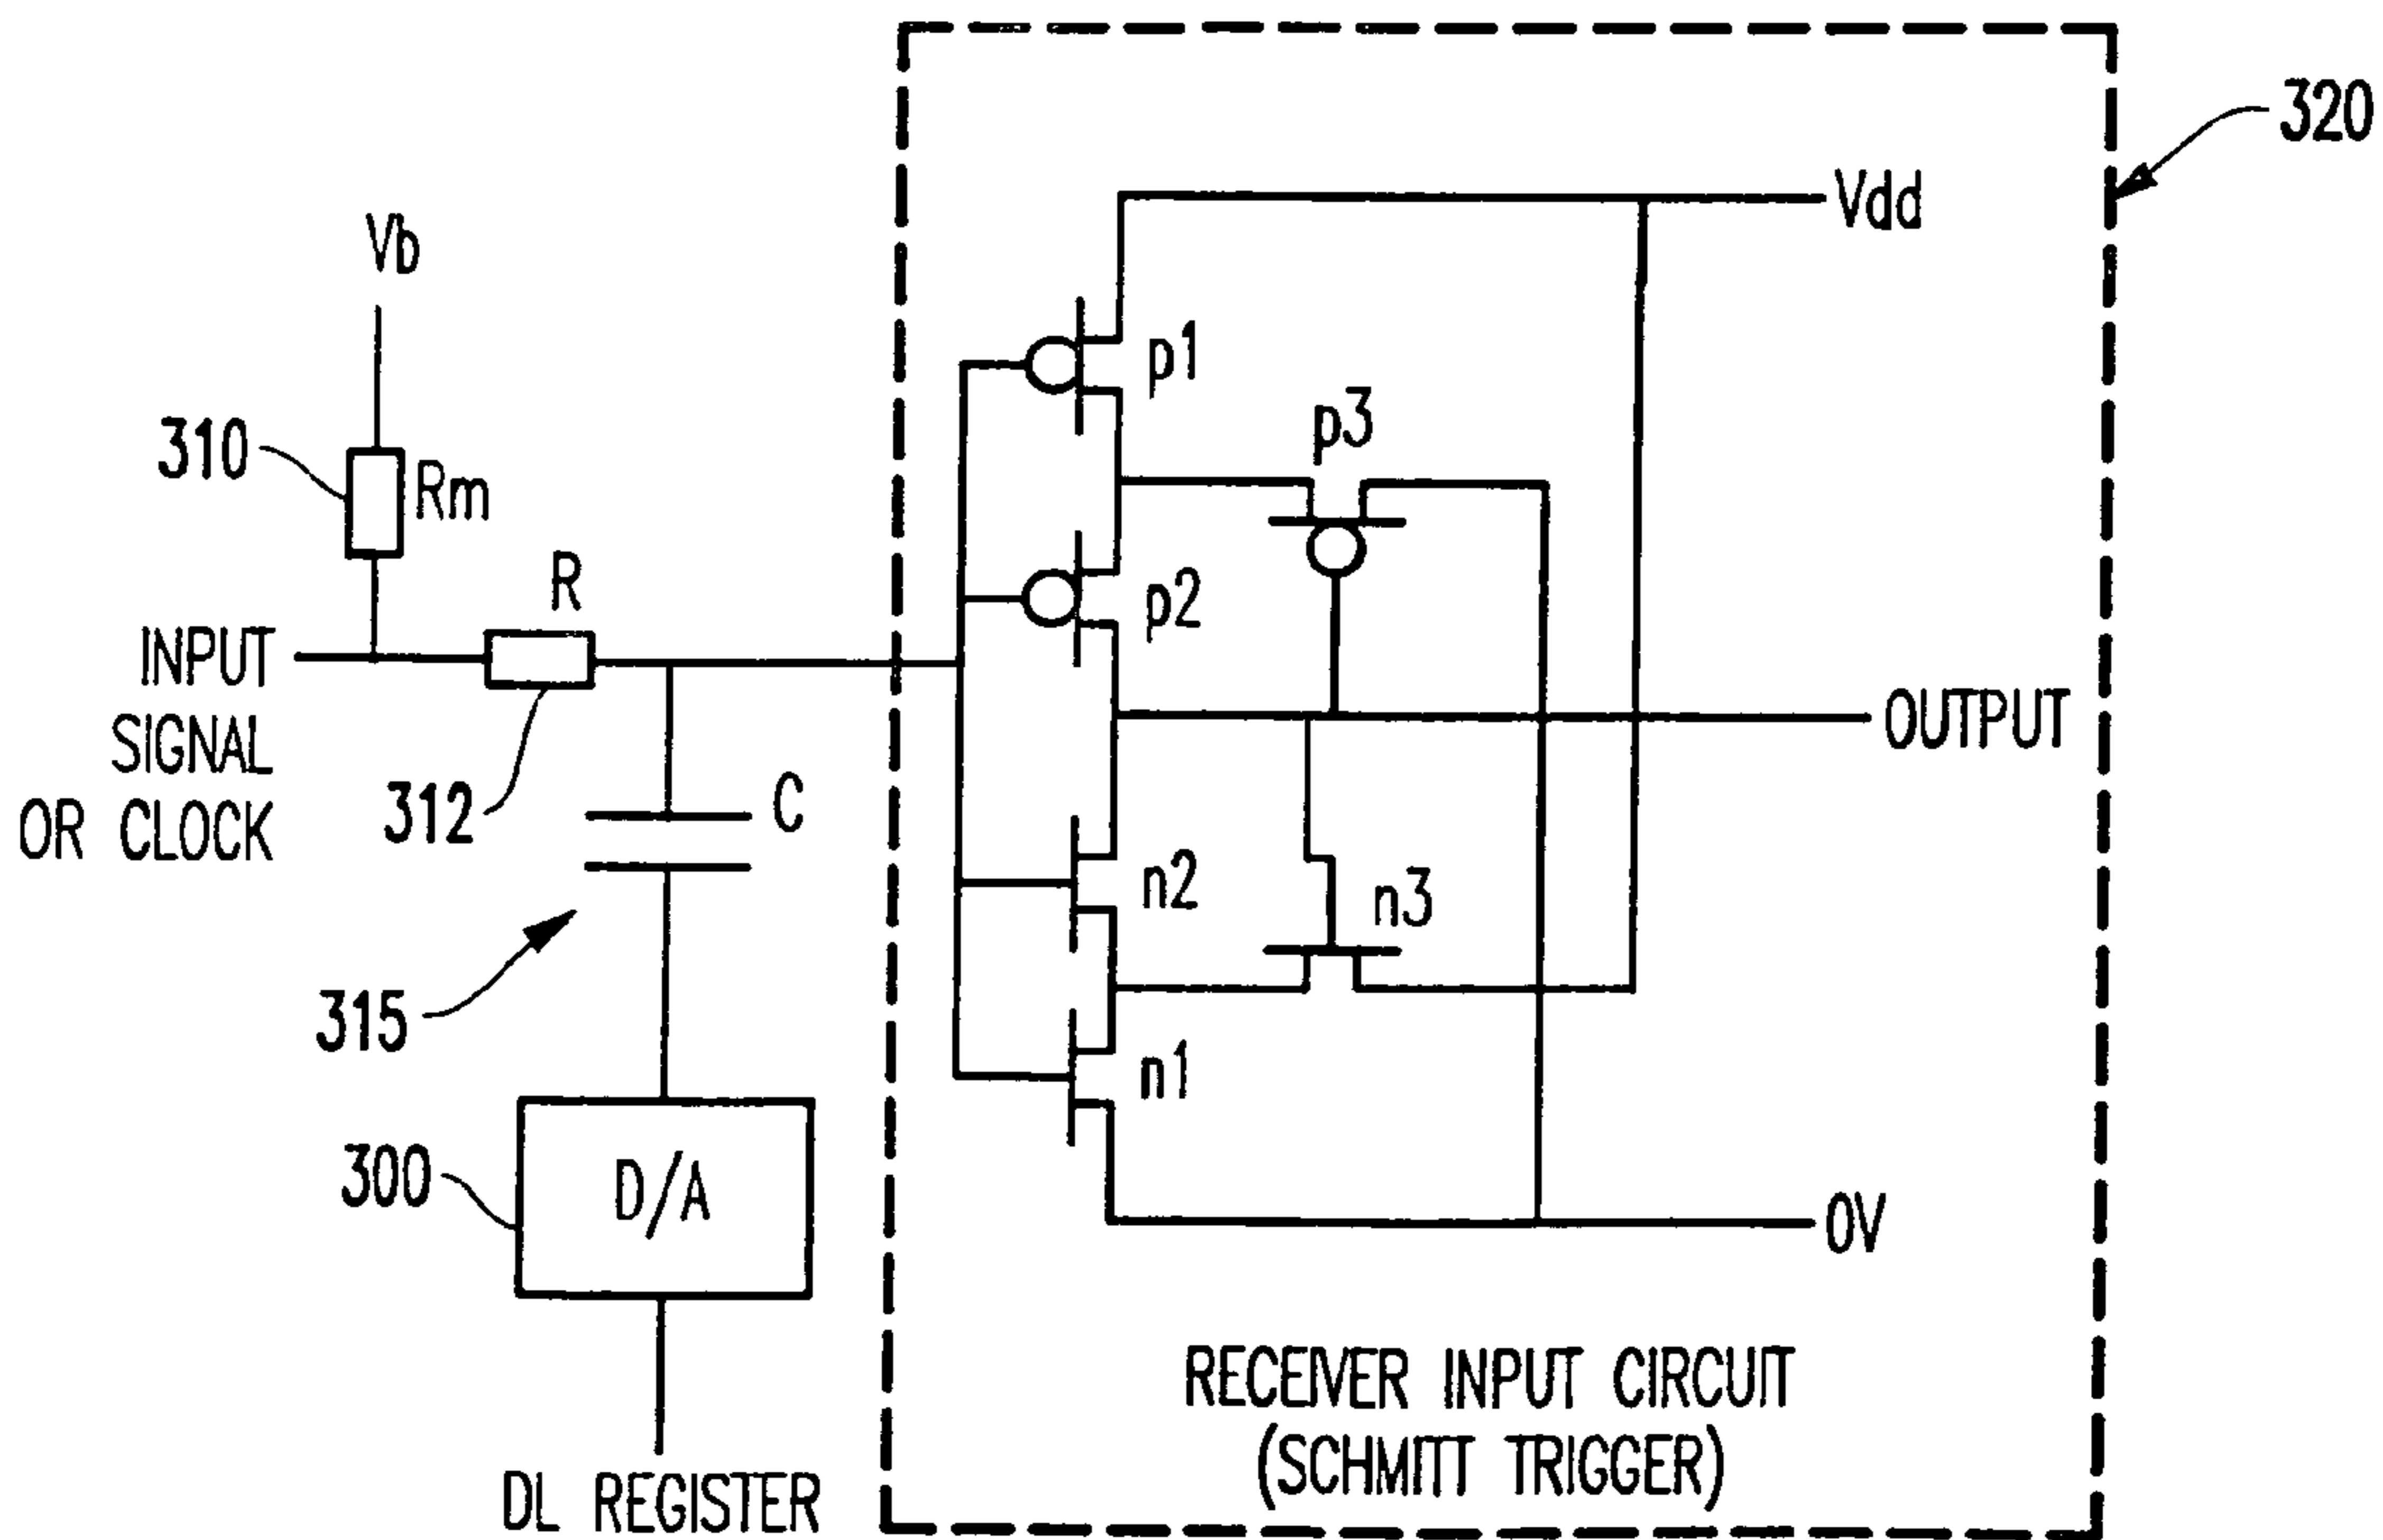 320
Vdd
Vb
p1
p3
310
Rm
R
p2
INPUT
SIGNAL
OR CLOCK
OUTPUT
312
C
n2
n3
315
n1
300
D/A
0V
RECEIVER INPUT CIRCUIT
(SCHMITT TRIGGER)
DL REGISTER